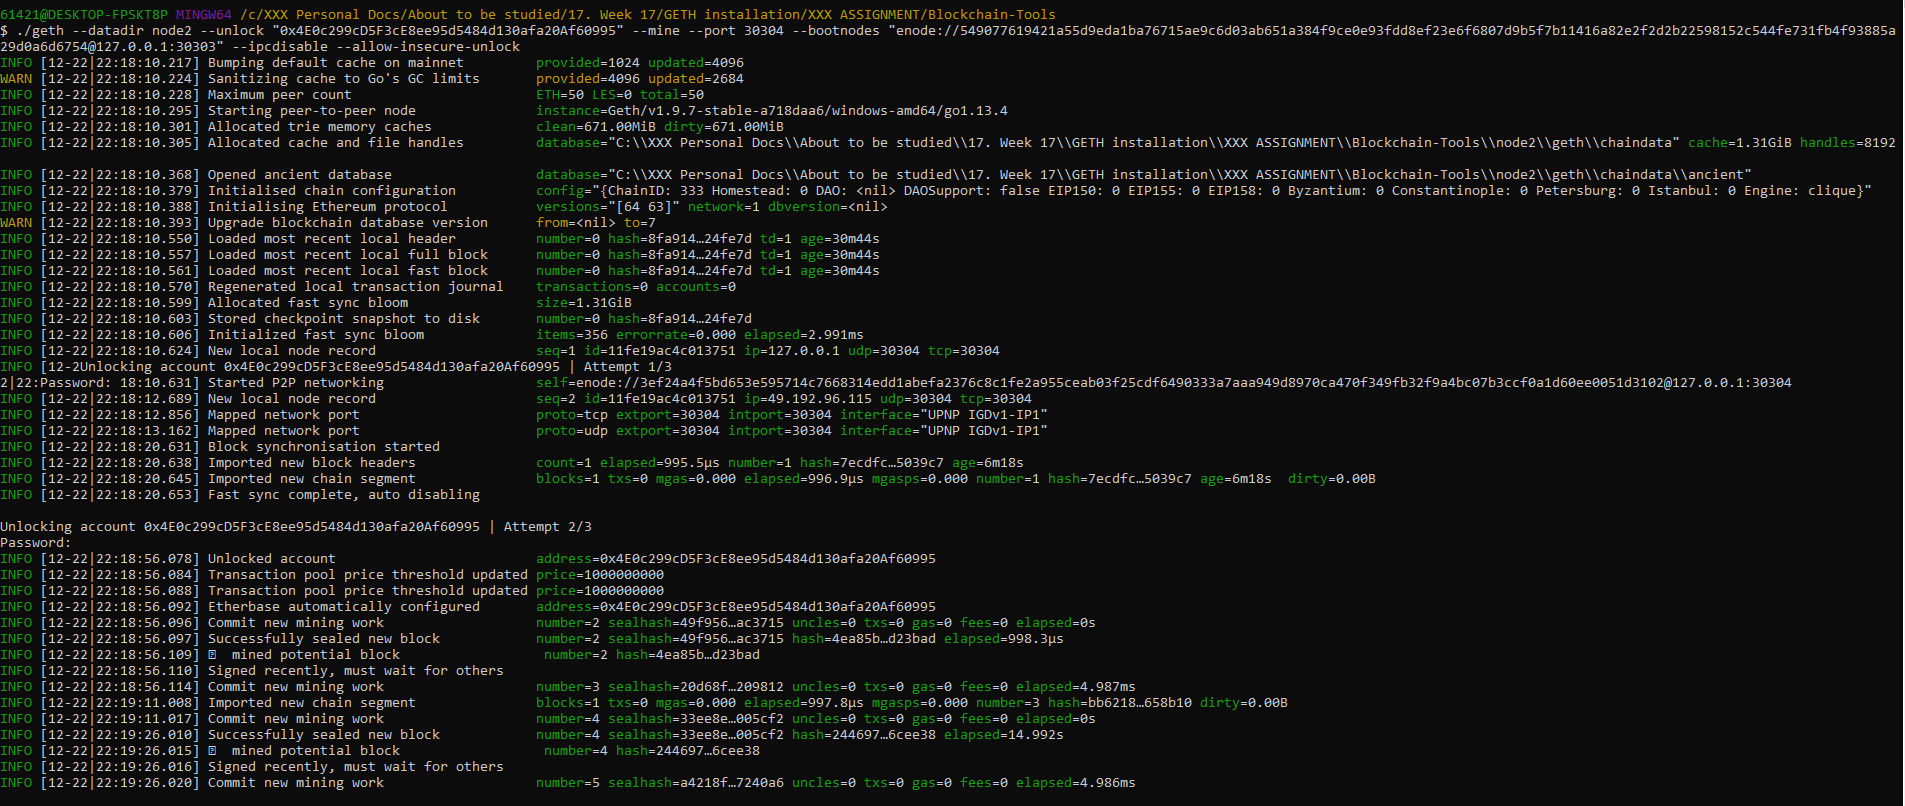 61421@DESKTOP-FPSKT8P MINGW64 /c/XXX Personal Docs/About to be studied/17. Week 17/GETH installation/XXX ASSIGNMENT/Blockchain-Tools
$ ./geth --datadir node2 --unlock "0x4E0c299cD5F3cE8ee95d5484d130afa20Af60995" --mine --port 30304 --bootnodes "enode://549077619421a55d9eda1ba76715ae9c6d03ab651a384f9ce0e93fdd8ef23e6f6807d9b5f7b11416a82e2f2d2b22598152c544fe731fb4f93885a
29d0a6d6754@127.0.0.1:30303" --ipcdisable --allow-insecure-unlock
INFO [12-22|22:18:10.217] Bumping default cache on mainnet provided=1024 updated=4096
WARN [12-22|22:18:10.224] Sanitizing cache to Go's GC limits provided=4096 updated=2684
INFO [12-22|22:18:10.228] Maximum peer count ETH=50 LES=0 total=50
INFO [12-22|22:18:10.295] Starting peer-to-peer node instance=Geth/v1.9.7-stable-a718daa6/windows-amd64/go1.13.4
INFO [12-22|22:18:10.301] Allocated trie memory caches clean=671.00MiB dirty=671.00MiB
INFO [12-22|22:18:10.305] Allocated cache and file handles database="C:\\XXX Personal Docs\\About to be studied\\17. Week 17\\GETH installation\\XXX ASSIGNMENT\\Blockchain-Tools\\node2\\geth\\chaindata" cache=1.31GiB handles=8192
INFO [12-22|22:18:10.368] Opened ancient database database="C:\\XXX Personal Docs\\About to be studied\\17. Week 17\\GETH installation\\XXX ASSIGNMENT\\Blockchain-Tools\\node2\\geth\\chaindata\\ancient"
INFO [12-22|22:18:10.379] Initialised chain configuration config="{ChainID: 333 Homestead: 0 DAO: <nil> DAOSupport: false EIP150: 0 EIP155: 0 EIP158: 0 Byzantium: 0 Constantinople: 0 Petersburg: 0 Istanbul: 0 Engine: clique}"
INFO [12-22|22:18:10.388] Initialising Ethereum protocol versions="[64 63]" network=1 dbversion=<nil>
WARN [12-22|22:18:10.393] Upgrade blockchain database version from=<nil> to=7
INFO [12-22|22:18:10.550] Loaded most recent local header number=0 hash=8fa914…24fe7d td=1 age=30m44s
INFO [12-22|22:18:10.557] Loaded most recent local full block number=0 hash=8fa914…24fe7d td=1 age=30m44s
INFO [12-22|22:18:10.561] Loaded most recent local fast block number=0 hash=8fa914…24fe7d td=1 age=30m44s
INFO [12-22|22:18:10.570] Regenerated local transaction journal transactions=0 accounts=0
INFO [12-22|22:18:10.599] Allocated fast sync bloom size=1.31GiB
INFO [12-22|22:18:10.603] Stored checkpoint snapshot to disk number=0 hash=8fa914…24fe7d
INFO [12-22|22:18:10.606] Initialized fast sync bloom items=356 errorrate=0.000 elapsed=2.991ms
INFO [12-22|22:18:10.624] New local node record seq=1 id=11fe19ac4c013751 ip=127.0.0.1 udp=30304 tcp=30304
INFO [12-2Unlocking account 0x4E0c299cD5F3cE8ee95d5484d130afa20Af60995 | Attempt 1/3
2|22:Password: 18:10.631] Started P2P networking self=enode://3ef24a4f5bd653e595714c7668314edd1abefa2376c8c1fe2a955ceab03f25cdf6490333a7aaa949d8970ca470f349fb32f9a4bc07b3ccf0a1d60ee0051d3102@127.0.0.1:30304
INFO [12-22|22:18:12.689] New local node record seq=2 id=11fe19ac4c013751 ip=49.192.96.115 udp=30304 tcp=30304
INFO [12-22|22:18:12.856] Mapped network port proto=tcp extport=30304 intport=30304 interface="UPNP IGDv1-IP1"
INFO [12-22|22:18:13.162] Mapped network port proto=udp extport=30304 intport=30304 interface="UPNP IGDv1-IP1"
INFO [12-22|22:18:20.631] Block synchronisation started
INFO [12-22|22:18:20.638] Imported new block headers count=1 elapsed=995.5µs number=1 hash=7ecdfc…5039c7 age=6m18s
INFO [12-22|22:18:20.645] Imported new chain segment blocks=1 txs=0 mgas=0.000 elapsed=996.9µs mgasps=0.000 number=1 hash=7ecdfc…5039c7 age=6m18s dirty=0.00B
INFO [12-22|22:18:20.653] Fast sync complete, auto disabling
Unlocking account 0x4E0c299cD5F3cE8ee95d5484d130afa20Af60995 | Attempt 2/3
Password:
INFO [12-22|22:18:56.078] Unlocked account address=0x4E0c299cD5F3cE8ee95d5484d130afa20Af60995
INFO [12-22|22:18:56.084] Transaction pool price threshold updated price=1000000000
INFO [12-22|22:18:56.088] Transaction pool price threshold updated price=1000000000
INFO [12-22|22:18:56.092] Etherbase automatically configured address=0x4E0c299cD5F3cE8ee95d5484d130afa20Af60995
INFO [12-22|22:18:56.096] Commit new mining work number=2 sealhash=49f956…ac3715 uncles=0 txs=0 gas=0 fees=0 elapsed=0s
INFO [12-22|22:18:56.097] Successfully sealed new block number=2 sealhash=49f956…ac3715 hash=4ea85b…d23bad elapsed=998.3µs
INFO [12-22|22:18:56.109] mined potential block number=2 hash=4ea85b…d23bad
INFO [12-22|22:18:56.110] Signed recently, must wait for others
INFO [12-22|22:18:56.114] Commit new mining work number=3 sealhash=20d68f…209812 uncles=0 txs=0 gas=0 fees=0 elapsed=4.987ms
INFO [12-22|22:19:11.008] Imported new chain segment blocks=1 txs=0 mgas=0.000 elapsed=997.8µs mgasps=0.000 number=3 hash=bb6218…658b10 dirty=0.00B
INFO [12-22|22:19:11.017] Commit new mining work number=4 sealhash=33ee8e…005cf2 uncles=0 txs=0 gas=0 fees=0 elapsed=0s
INFO [12-22|22:19:26.010] Successfully sealed new block number=4 sealhash=33ee8e…005cf2 hash=244697…6cee38 elapsed=14.992s
INFO [12-22|22:19:26.015] mined potential block number=4 hash=244697…6cee38
INFO [12-22|22:19:26.016] Signed recently, must wait for others
INFO [12-22|22:19:26.020] Commit new mining work number=5 sealhash=a4218f…7240a6 uncles=0 txs=0 gas=0 fees=0 elapsed=4.986ms